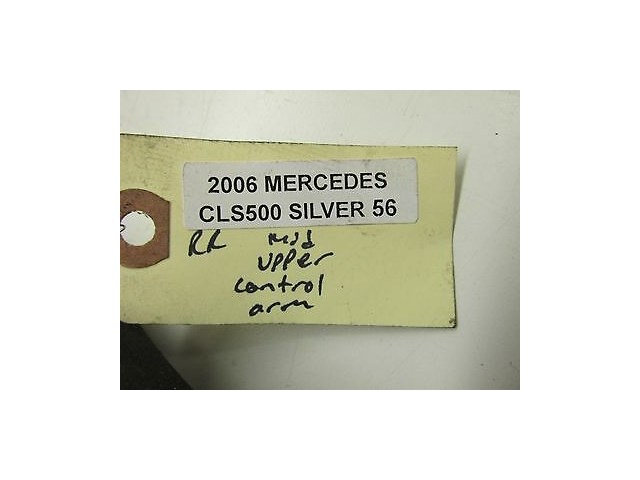 2006 MERCEDES
CLS500 SILVER 56
RR mid
upper
control
arm